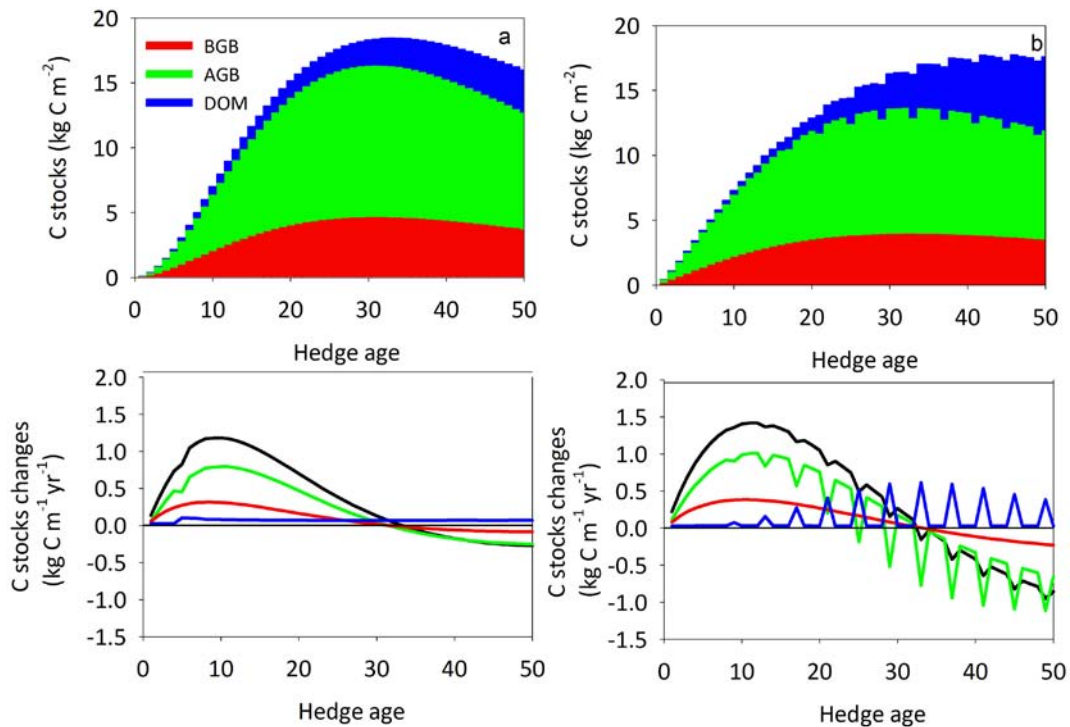 a
BGB
AGB
DOM
C stocks (kg C m-2)
20
15
10
5
0
0 10 20 30 40 50
Hedge age
b
C stocks (kg C m-2)
20
15
10
5
0
0 10 20 30 40 50
Hedge age
C stocks changes
(kg C m-1 yr-1)
2.0
1.5
1.0
0.5
0.0
-0.5
-1.0
-1.5
0 10 20 30 40 50
Hedge age
C stocks changes
(kg C m-1 yr-1)
2.0
1.5
1.0
0.5
0.0
-0.5
-1.0
-1.5
0 10 20 30 40 50
Hedge age